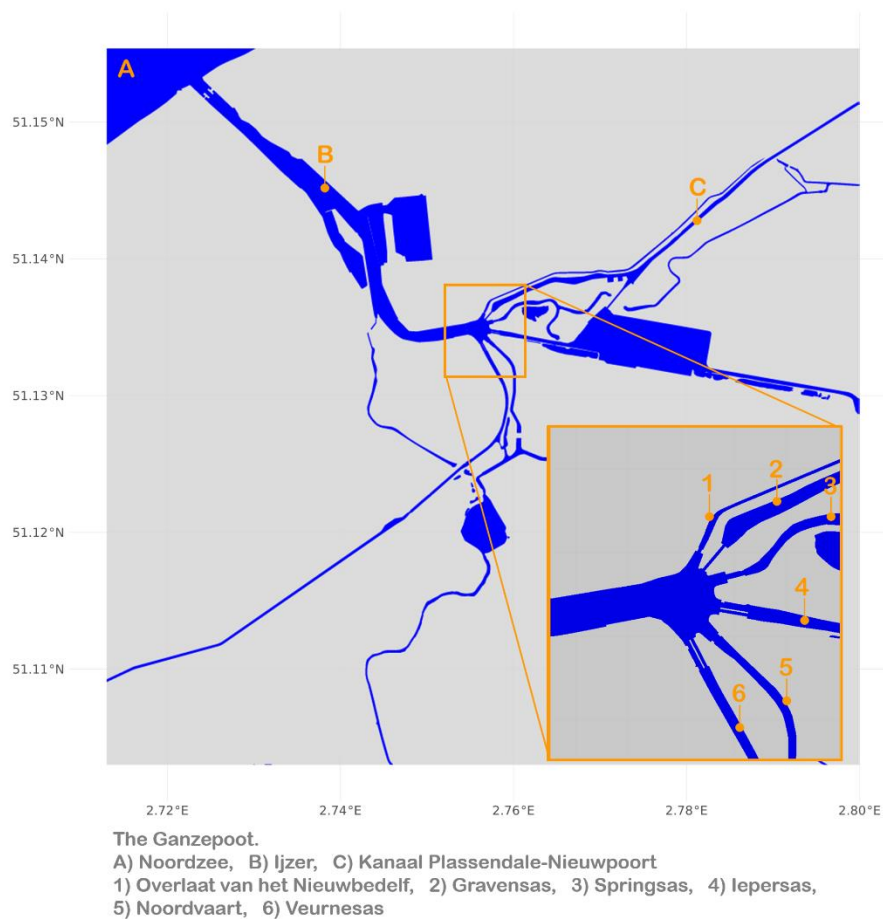 A
51.15°N
B
C
51.14°N
51.13°N
1
2
3
51.12°N
4
51.11°N
5
6
2.72°E 2.74°E 2.76°E 2.78°E 2.80°E
The Ganzepoot.
A) Noordzee, B) Ijzer, C) Kanaal Plassendale-Nieuwpoort
1) Overlaat van het Nieuwbedelf, 2) Gravensas, 3) Springsas, 4) Iepersas,
5) Noordvaart, 6) Veurnesas